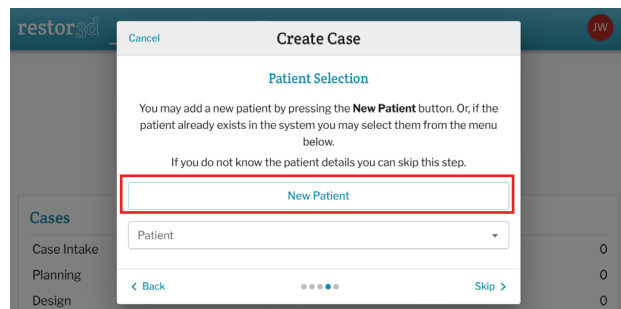 restor3d
JW
Cancel
Create Case
Patient Selection
You may add a new patient by pressing the New Patient button. Or, if the
patient already exists in the system you may select them from the menu
below.
If you do not know the patient details you can skip this step.
New Patient
Patient
Back
Skip
Cases
Case Intake 0
Planning 0
Design 0